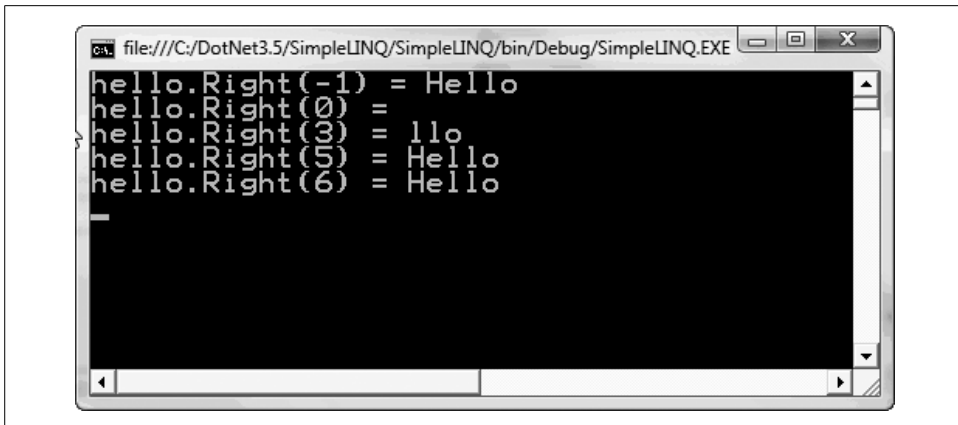 file:///C:/DotNet3.5/SimpleLINQ/SimpleLINQ/bin/Debug/SimpleLINQ.EXE
hello.Right(-1) = Hello
hello.Right(0) =
hello.Right(3) = llo
hello.Right(5) = Hello
hello.Right(6) = Hello